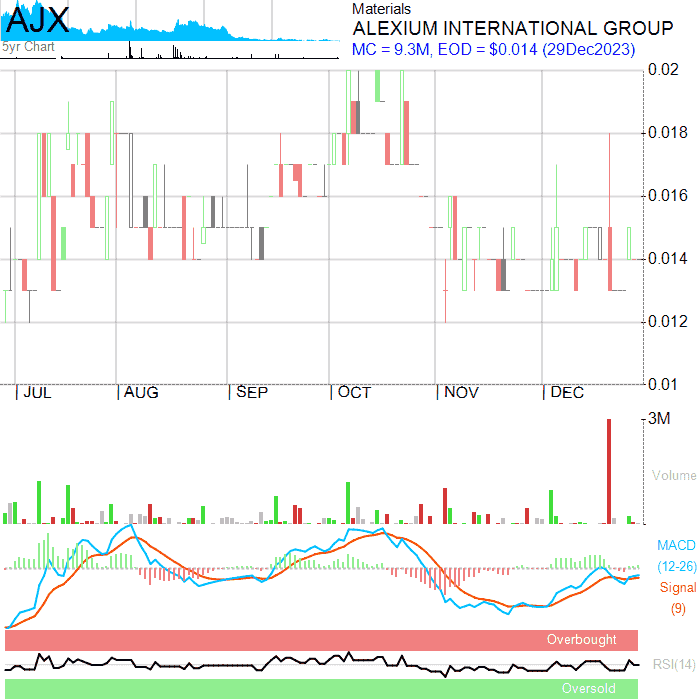 AJX
5yr Chart
Materials
ALEXIUM INTERNATIONAL GROUP
MC = 9.3M, EOD = $0.014 (29Dec2023)
0.02
0.018
0.016
0.014
0.012
0.01
JUL AUG SEP OCT NOV DEC
3M
Volume
MACD
(12-26)
Signal
(9)
Overbought
RSI(14)
Oversold